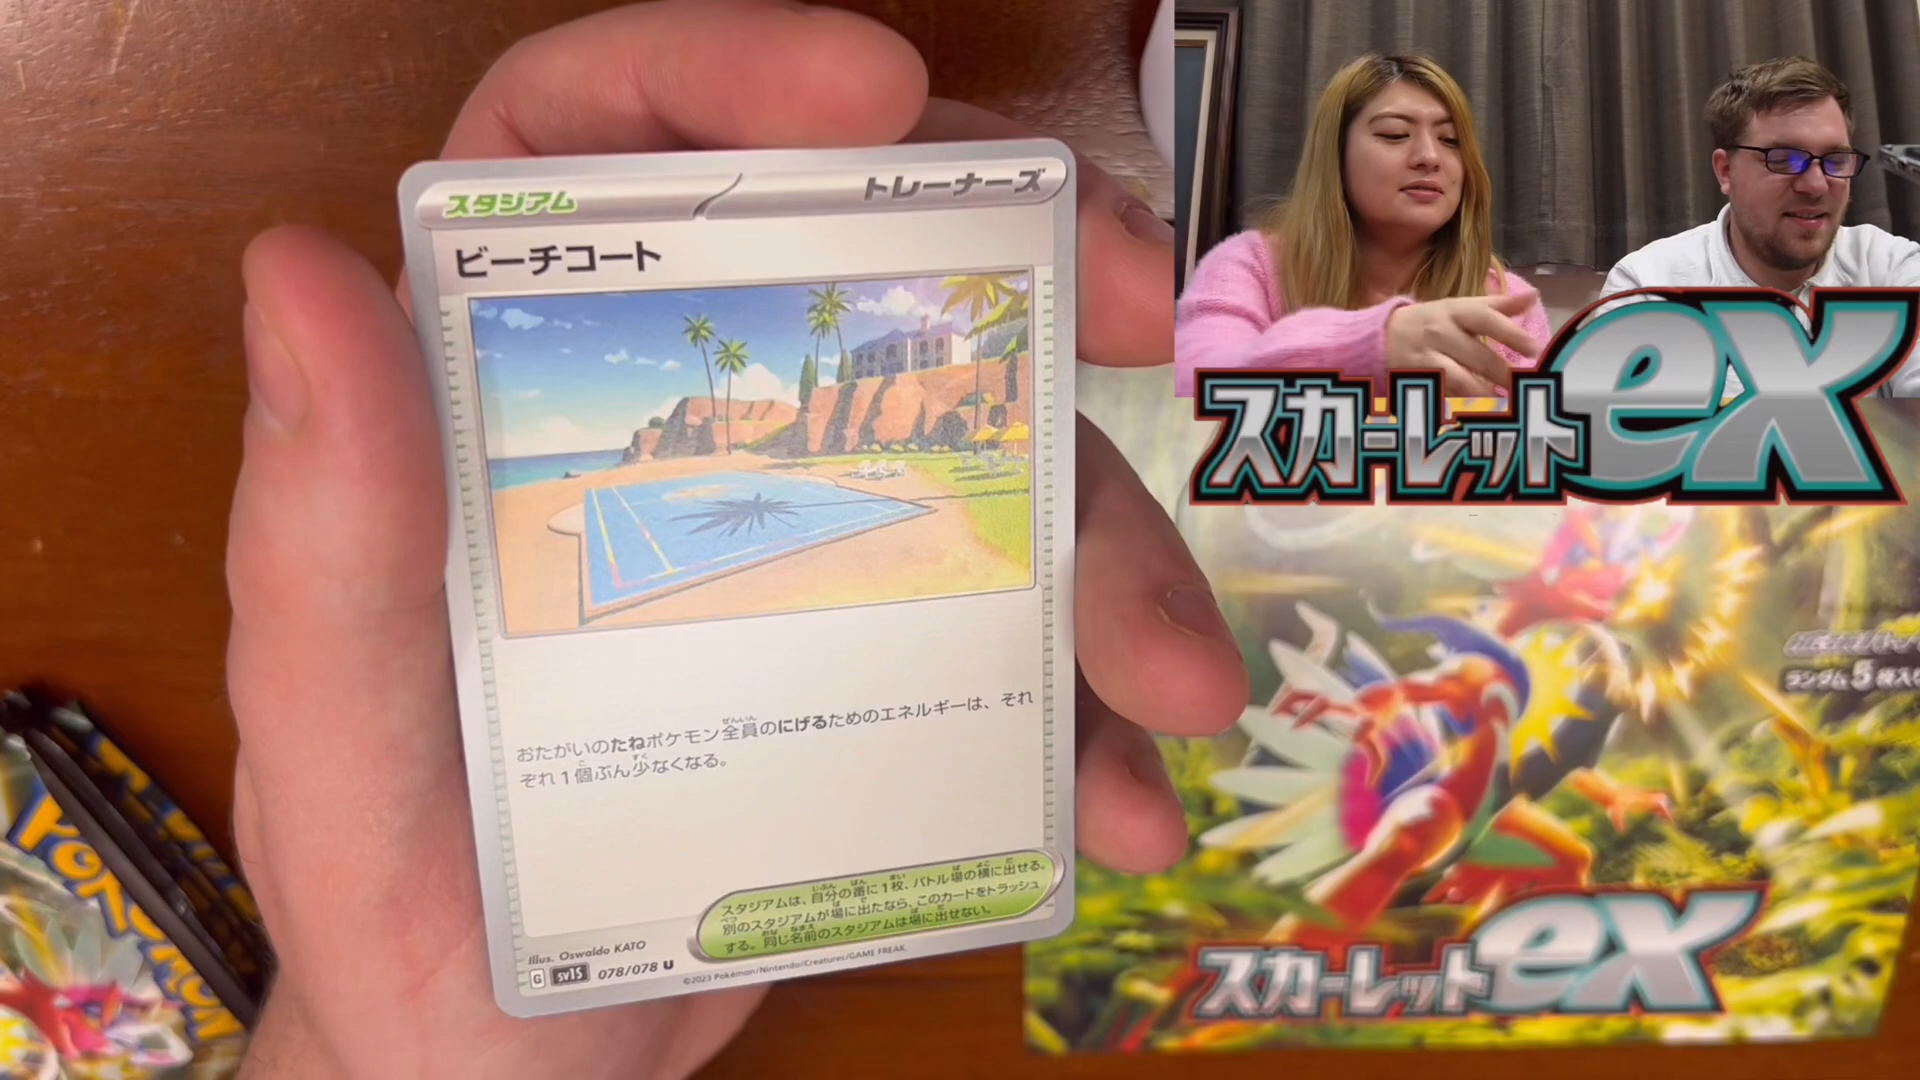 スタジアム
トレーナーズ
ビーチコート
おたがいのたねポケモン全員のにげるためのエネルギーは、それ
ぞれ1個ぶん少なくなる。
スタジアムは、自分の番に1枚、バトル場の横に出せる。
別のスタジアムが場に出たなら、このカードをトラッシュ
する。同じ名前のスタジアムは場に出せない。
Illus. Oswaldo KATO
G sv1S 078/078 U
©2023 Pokémon/Nintendo/Creatures/GAME FREAK.
スカーレットex
ランダム5枚入り
スカーレットex
POKÉMON